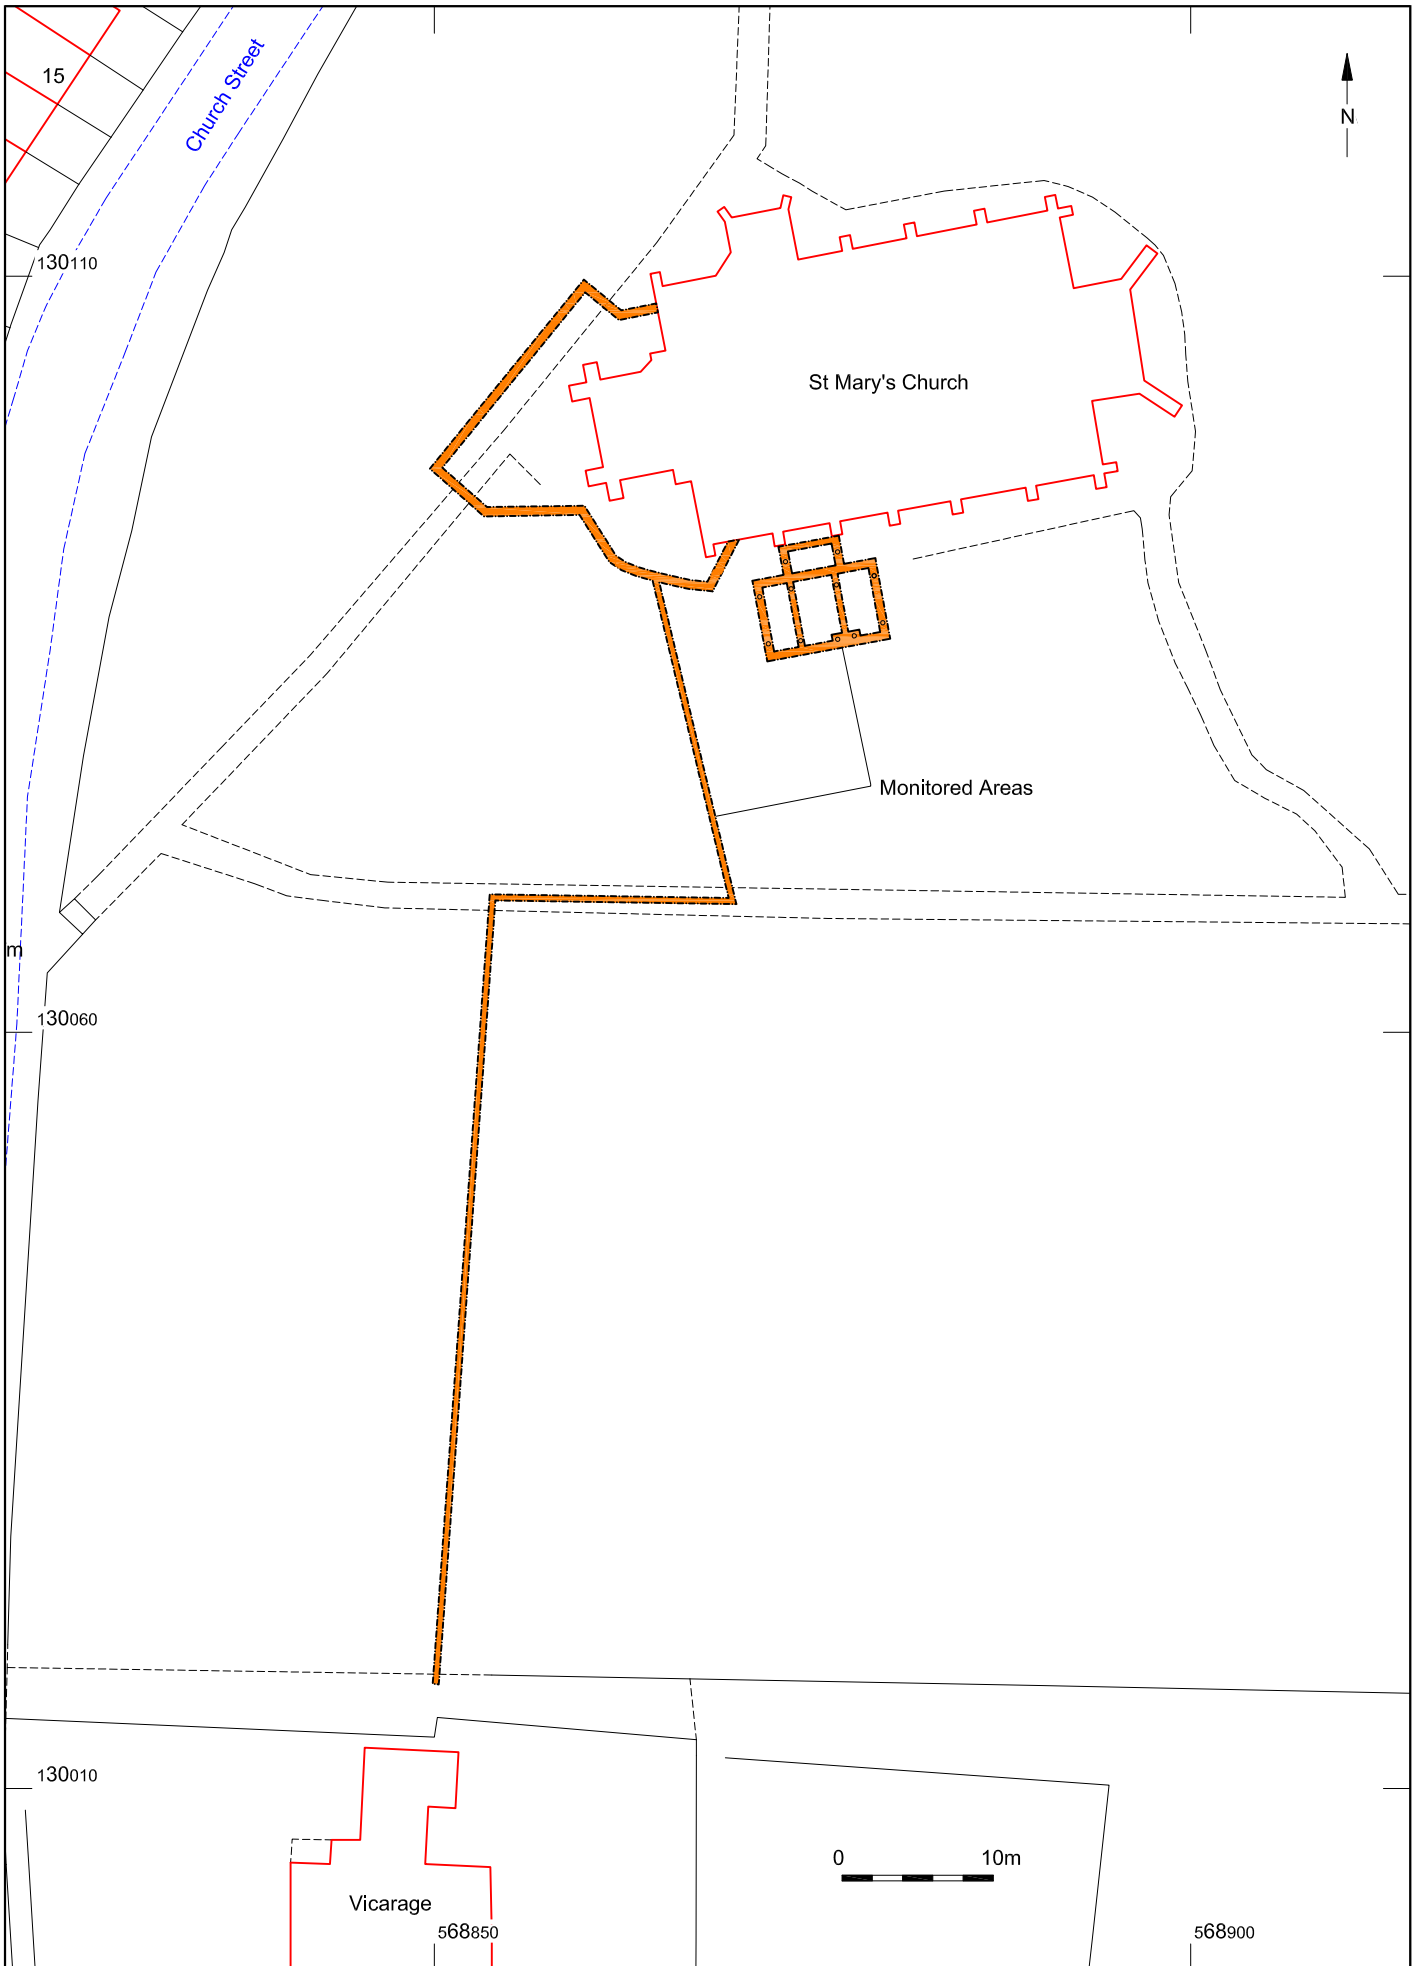 15
Church Street
N
130110
St Mary's Church
Monitored Areas
m
130060
130010
0 10m
Vicarage
568850
568900